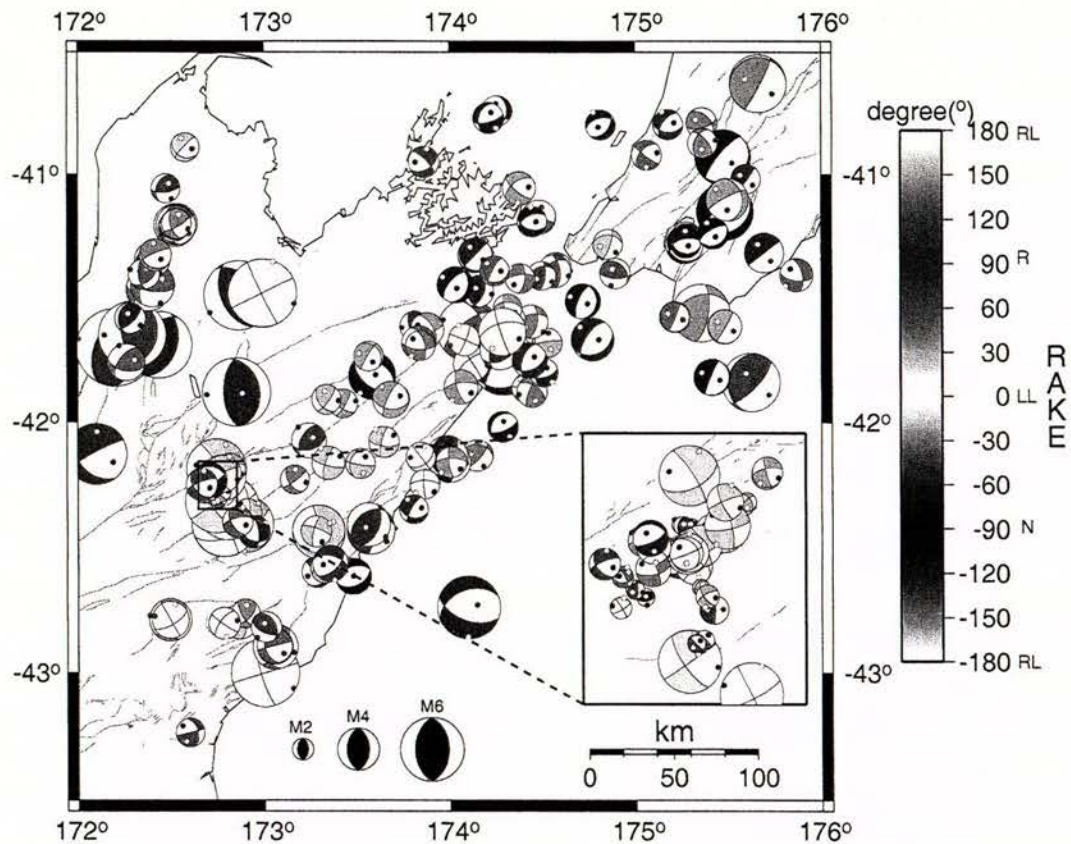 172º 173º 174º 175º 176º
degree(º)
180 RL
150
120
90 R
60
30
0 LL
-30
-60
-90 N
-120
-150
-180 RL
RAKE
-41º -41º
-42º -42º
-43º -43º
M2 M4 M6
km
0 50 100
172º 173º 174º 175º 176º